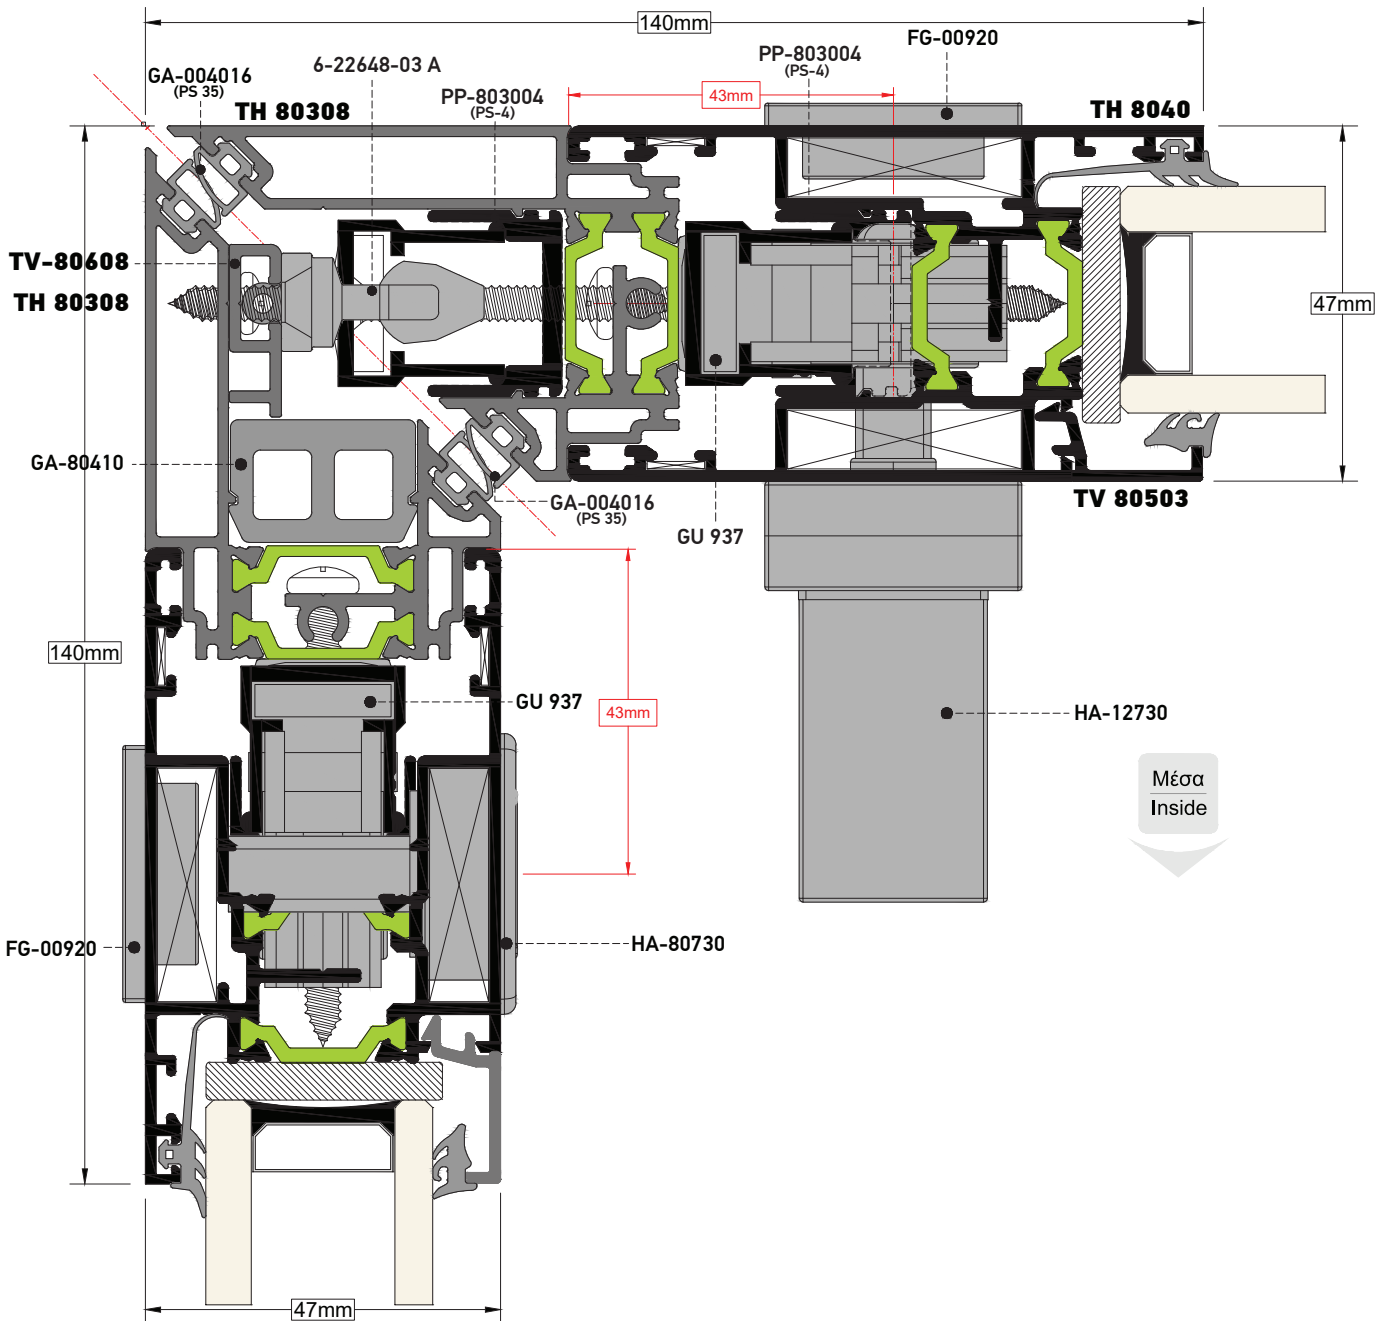 140mm
FG-00920
PP-803004
(PS-4)
6-22648-03 A
GA-004016
(PS 35)
PP-803004
(PS-4)
43mm
TH 80308
TH 8040
TV-80608
TH 80308
47mm
GA-80410
GA-004016
(PS 35)
GU 937
TV 80503
140mm
GU 937
43mm
HA-12730
Μέσα
Inside
FG-00920
HA-80730
47mm